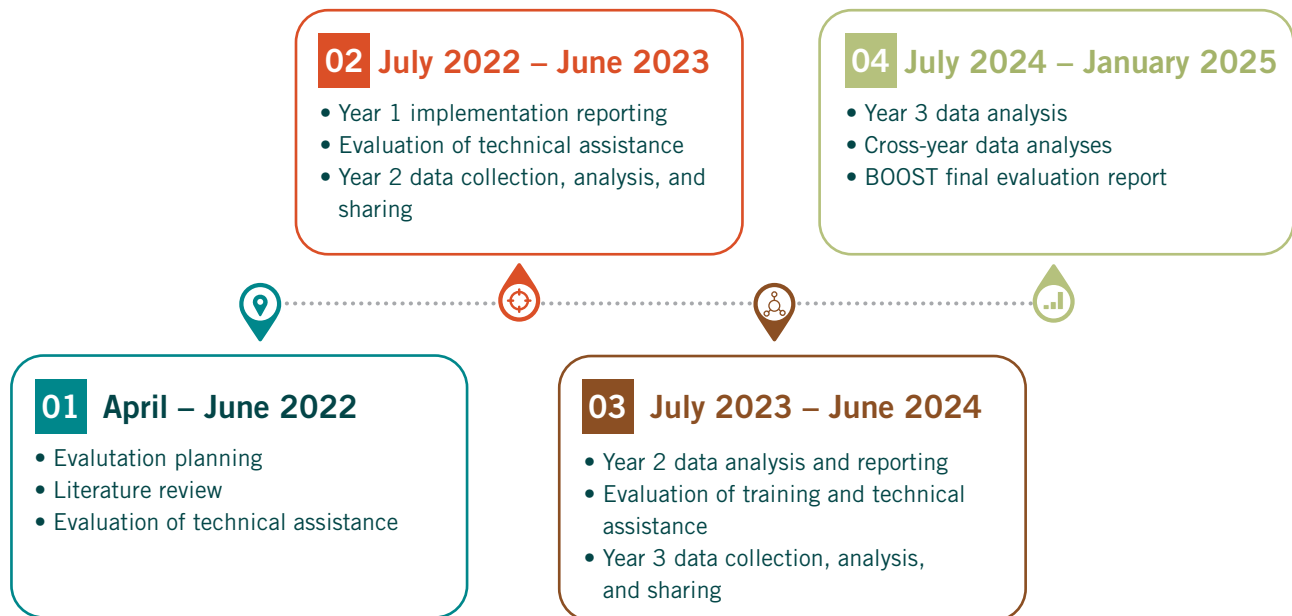 02 July 2022 – June 2023
• Year 1 implementation reporting
• Evaluation of technical assistance
• Year 2 data collection, analysis, and
sharing
04 July 2024 – January 2025
• Year 3 data analysis
• Cross-year data analyses
• BOOST final evaluation report
01 April – June 2022
• Evalutation planning
• Literature review
• Evaluation of technical assistance
03 July 2023 – June 2024
• Year 2 data analysis and reporting
• Evaluation of training and technical
assistance
• Year 3 data collection, analysis,
and sharing